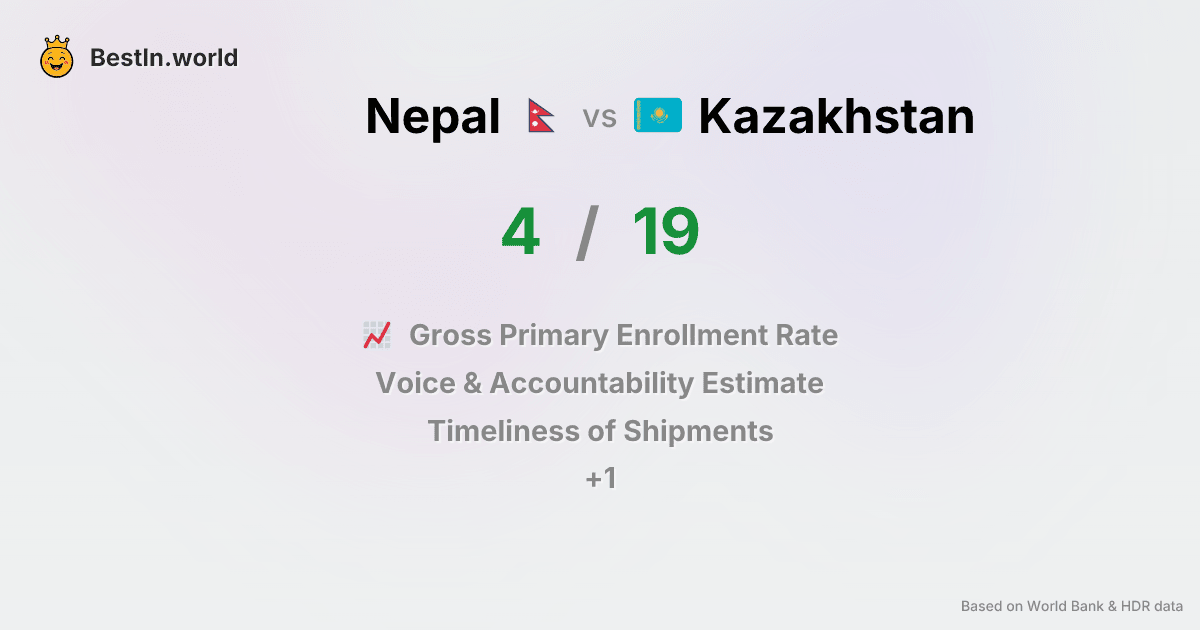 BestIn.world
Nepal vs Kazakhstan
4 / 19
Gross Primary Enrollment Rate
Voice & Accountability Estimate
Timeliness of Shipments
+1
Based on World Bank & HDR data